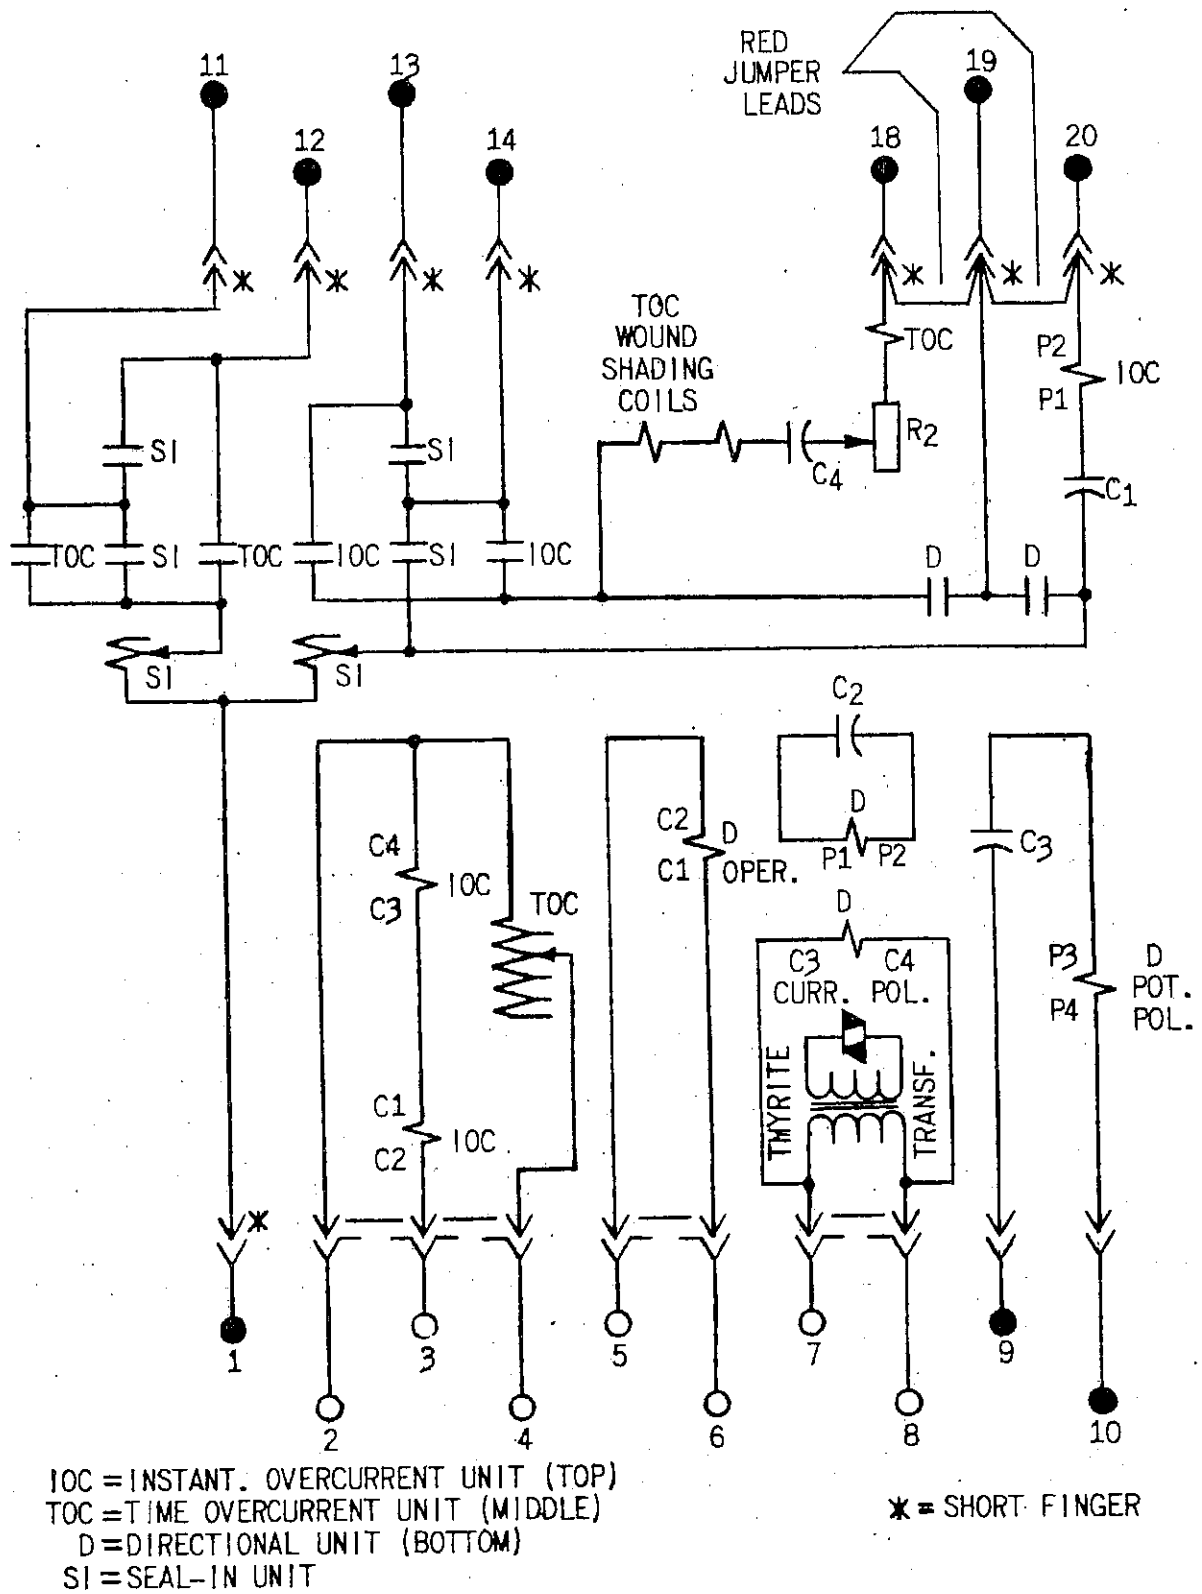 11
13
RED
JUMPER
LEADS
19
12
14
18
20
*
*
*
*
*
*
*
TOC
WOUND
SHADING
COILS
TOC
P2
IOC
P1
SI
SI
R2
C4
C1
TOC
SI
TOC
IOC
SI
IOC
D
D
SI
SI
C2
C4
IOC
C3
TOC
C2
D
C1
OPER.
D
P1
P2
C3
D
C3
C4
CURR. POL.
P3
P4
D
POT.
POL.
TMYRITE
TRANSF.
C1
IOC
C2
*
1
3
5
7
9
2
4
6
8
10
IOC = INSTANT. OVERCURRENT UNIT (TOP)
TOC = TIME OVERCURRENT UNIT (MIDDLE)
D = DIRECTIONAL UNIT (BOTTOM)
SI = SEAL-IN UNIT
* = SHORT FINGER